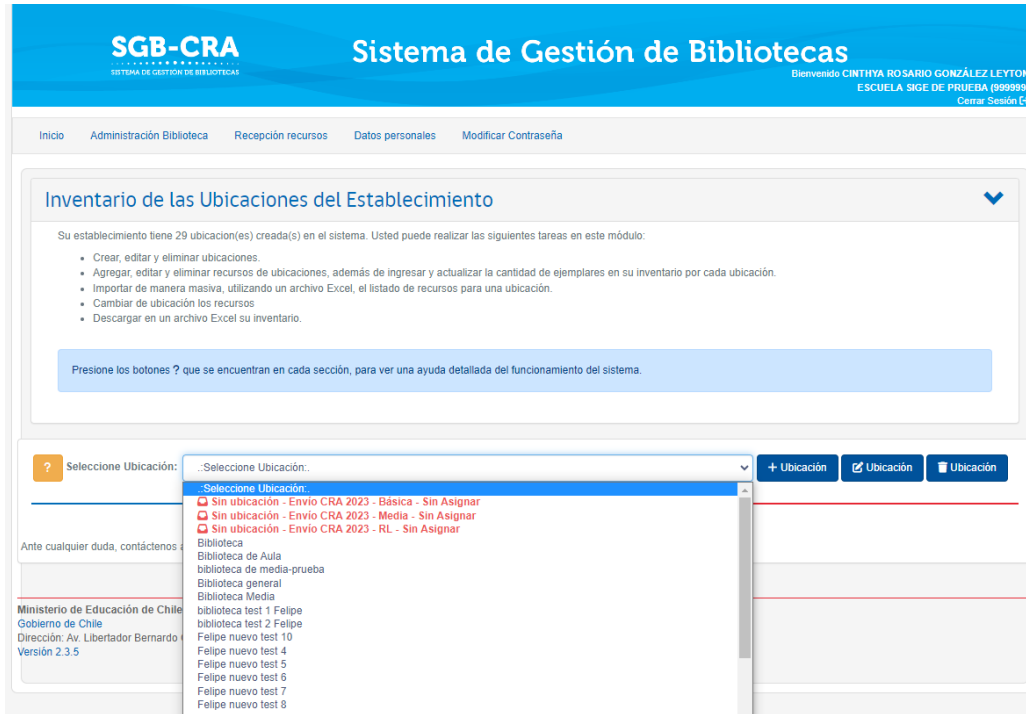 SGB-CRA
SISTEMA DE GESTIÓN DE BIBLIOTECAS
Sistema de Gestión de Bibliotecas
Bienvenido CINTHYA ROSARIO GONZÁLEZ LEYTON
ESCUELA SIGE DE PRUEBA (999999
Cerrar Sesión
Inicio Administración Biblioteca Recepción recursos Datos personales Modificar Contraseña
Inventario de las Ubicaciones del Establecimiento
Su establecimiento tiene 29 ubicacion(es) creada(s) en el sistema. Usted puede realizar las siguientes tareas en este módulo:
• Crear, editar y eliminar ubicaciones.
• Agregar, editar y eliminar recursos de ubicaciones, además de ingresar y actualizar la cantidad de ejemplares en su inventario por cada ubicación.
• Importar de manera masiva, utilizando un archivo Excel, el listado de recursos para una ubicación.
• Cambiar de ubicación los recursos
• Descargar en un archivo Excel su inventario.
Presione los botones ? que se encuentran en cada sección, para ver una ayuda detallada del funcionamiento del sistema.
? Seleccione Ubicación: .:Seleccione Ubicación:. + Ubicación Ubicación Ubicación
.:Seleccione Ubicación:.
Sin ubicación - Envío CRA 2023 - Básica - Sin Asignar
Sin ubicación - Envío CRA 2023 - Media - Sin Asignar
Sin ubicación - Envío CRA 2023 - RL - Sin Asignar
Biblioteca
Biblioteca de Aula
biblioteca de media-prueba
Biblioteca general
Biblioteca Media
biblioteca test 1 Felipe
biblioteca test 2 Felipe
Felipe nuevo test 10
Felipe nuevo test 4
Felipe nuevo test 5
Felipe nuevo test 6
Felipe nuevo test 7
Felipe nuevo test 8
Ante cualquier duda, contáctenos
Ministerio de Educación de Chile
Gobierno de Chile
Dirección: Av. Libertador Bernardo
Versión 2.3.5